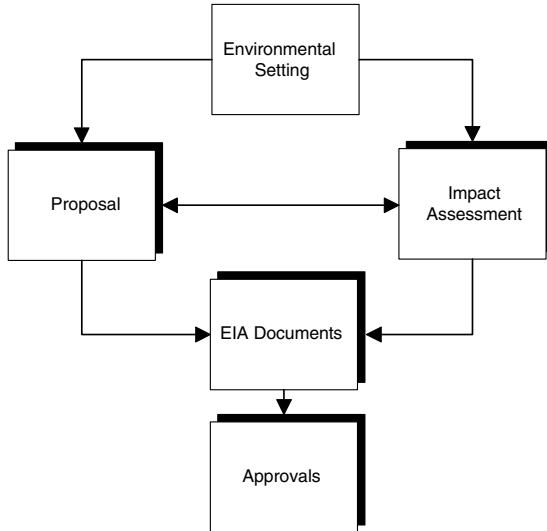 Environmental
Setting
Proposal
Impact
Assessment
EIA Documents
Approvals